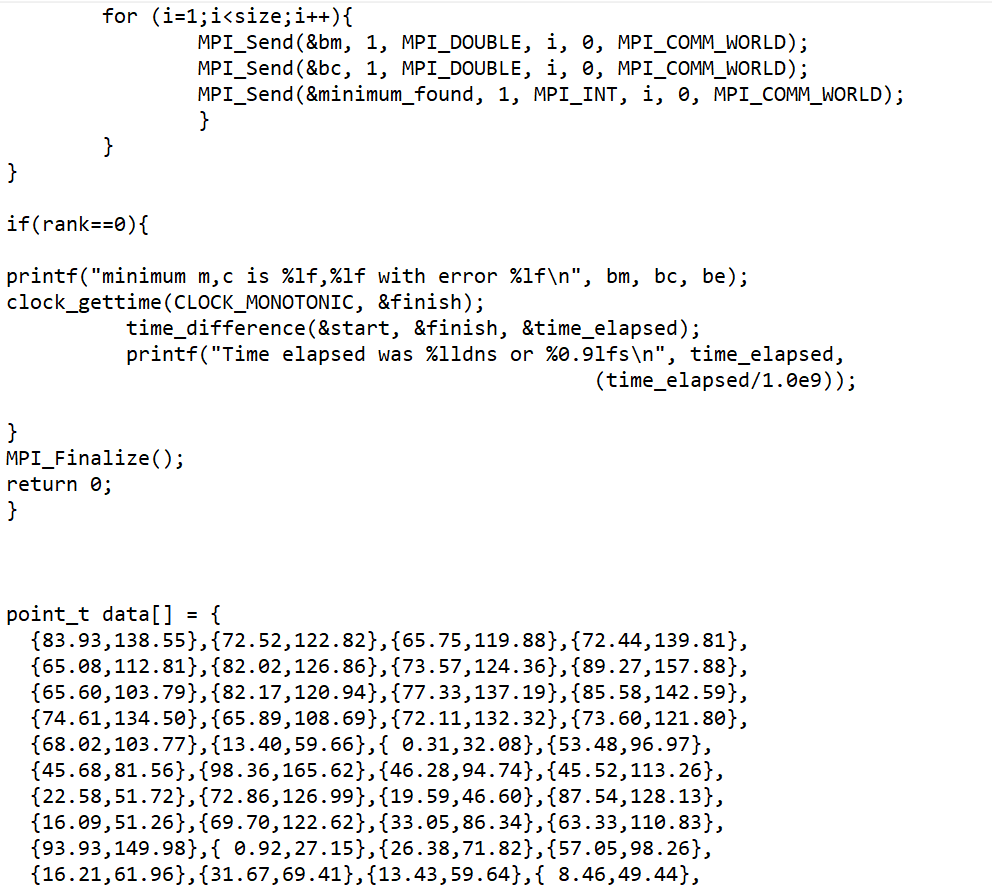 for (i=1;i<size;i++){
MPI_Send(&bm, 1, MPI_DOUBLE, i, 0, MPI_COMM_WORLD);
MPI_Send(&bc, 1, MPI_DOUBLE, i, 0, MPI_COMM_WORLD);
MPI_Send(&minimum_found, 1, MPI_INT, i, 0, MPI_COMM_WORLD);
}
}
}
if(rank==0){
printf("minimum m,c is %lf,%lf with error %lf\n", bm, bc, be);
clock_gettime(CLOCK_MONOTONIC, &finish);
time_difference(&start, &finish, &time_elapsed);
printf("Time elapsed was %lldns or %0.9lfs\n", time_elapsed,
(time_elapsed/1.0e9));
}
MPI_Finalize();
return 0;
}
point_t data[] = {
{83.93,138.55},{72.52,122.82},{65.75,119.88},{72.44,139.81},
{65.08,112.81},{82.02,126.86},{73.57,124.36},{89.27,157.88},
{65.60,103.79},{82.17,120.94},{77.33,137.19},{85.58,142.59},
{74.61,134.50},{65.89,108.69},{72.11,132.32},{73.60,121.80},
{68.02,103.77},{13.40,59.66},{ 0.31,32.08},{53.48,96.97},
{45.68,81.56},{98.36,165.62},{46.28,94.74},{45.52,113.26},
{22.58,51.72},{72.86,126.99},{19.59,46.60},{87.54,128.13},
{16.09,51.26},{69.70,122.62},{33.05,86.34},{63.33,110.83},
{93.93,149.98},{ 0.92,27.15},{26.38,71.82},{57.05,98.26},
{16.21,61.96},{31.67,69.41},{13.43,59.64},{ 8.46,49.44},